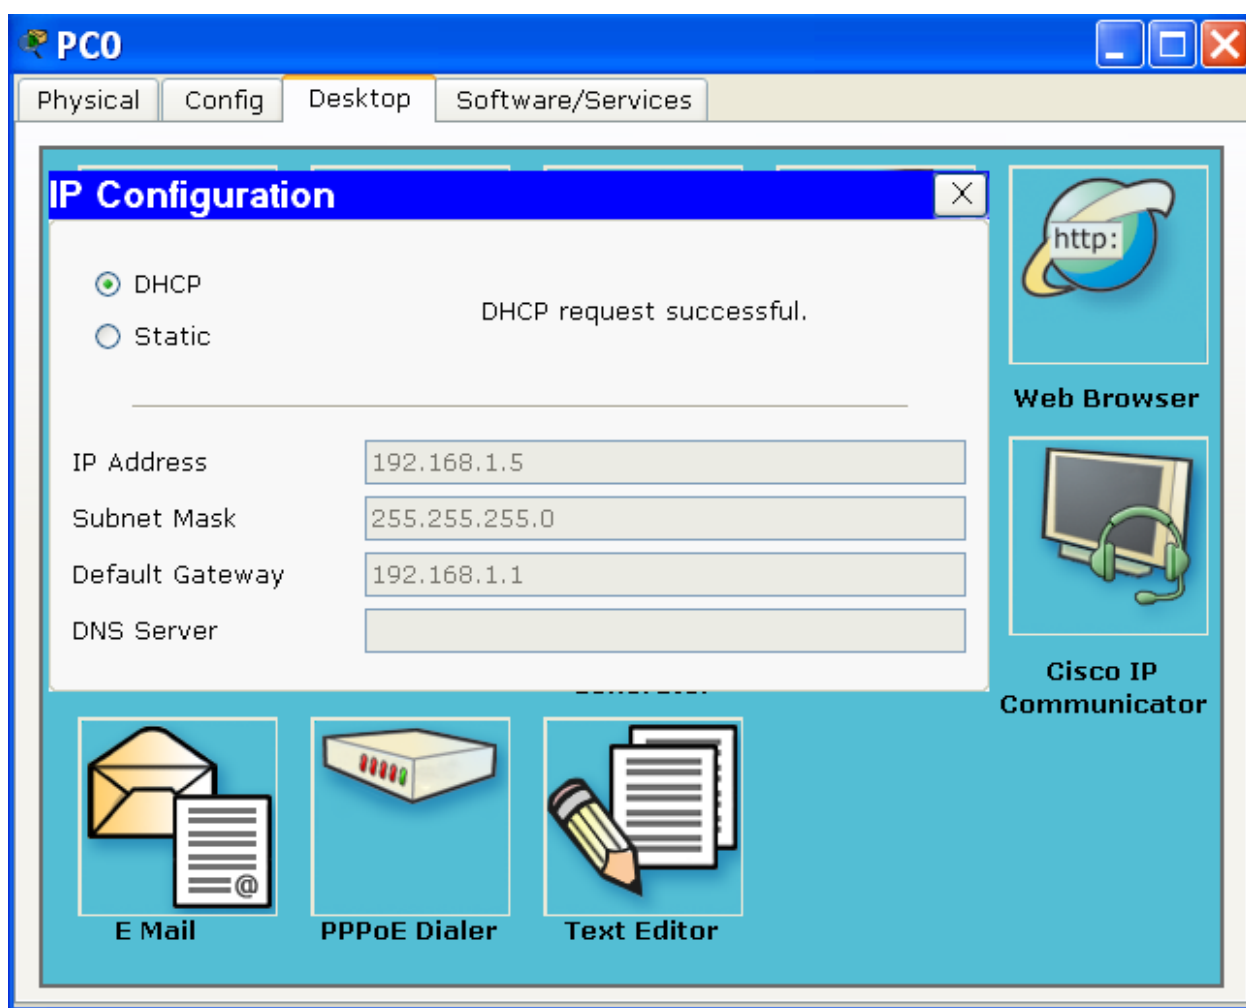 PC0
Physical Config Desktop Software/Services
IP Configuration X
DHCP
DHCP request successful.
Static
IP Address 192.168.1.5
Subnet Mask 255.255.255.0
Default Gateway 192.168.1.1
DNS Server
http:
Web Browser
Cisco IP
Communicator
@
E Mail
PPPoE Dialer
Text Editor